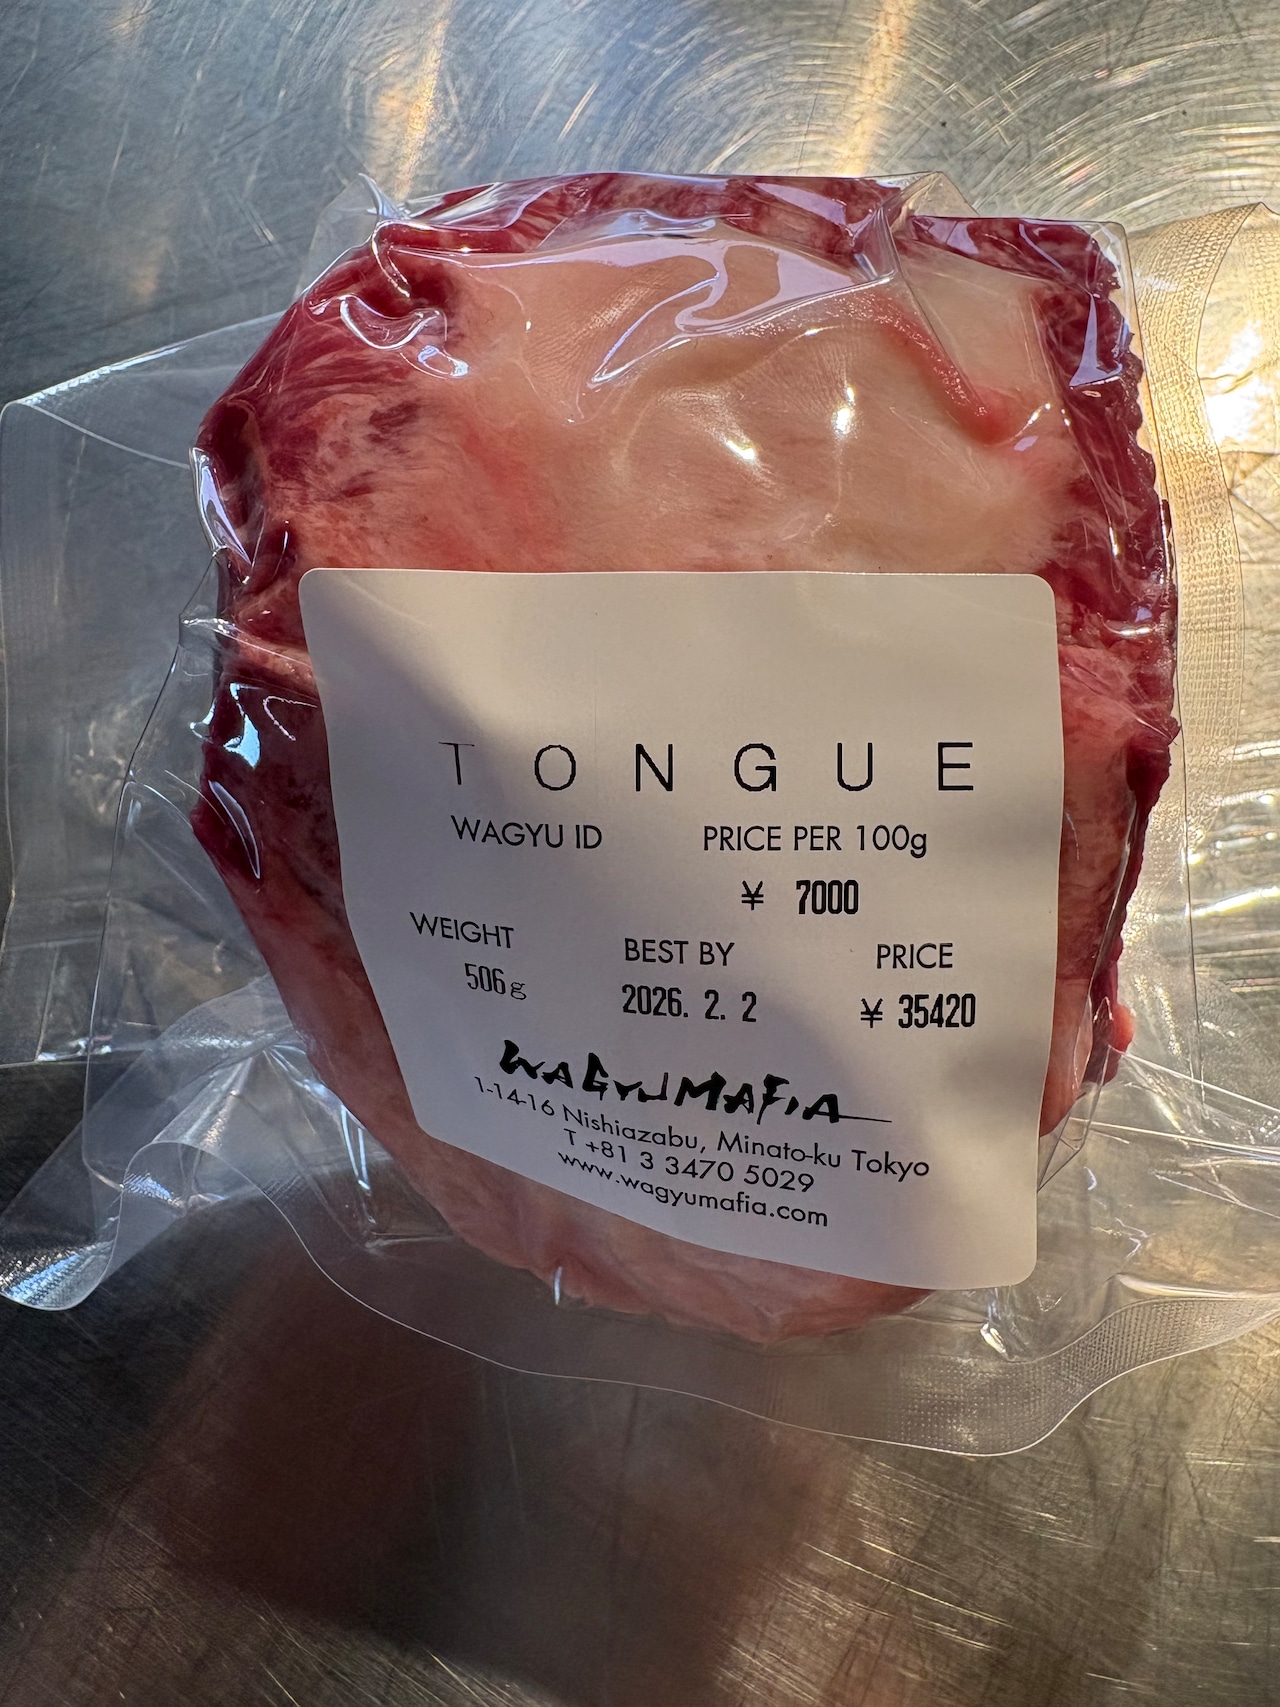 TONGUE
WAGYU ID PRICE PER 100g
¥ 7000
WEIGHT BEST BY PRICE
506g 2026. 2. 2 ¥ 35420
WAGYUMAFIA
1-14-16 Nishiazabu, Minato-ku Tokyo
T +81 3 3470 5029
www.wagyumafia.com